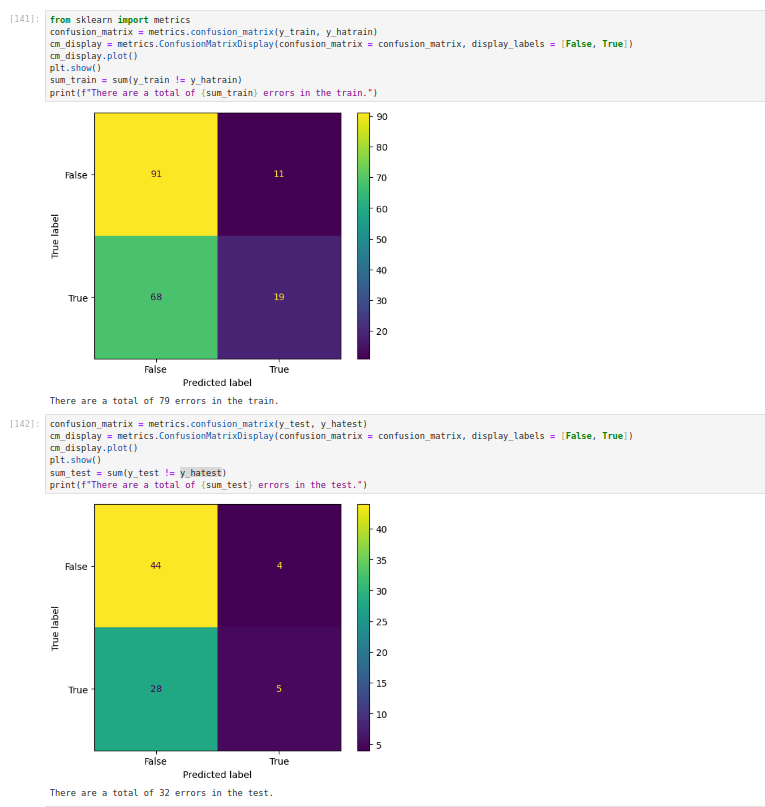 [141]:
from sklearn import metrics
confusion_matrix = metrics.confusion_matrix(y_train, y_hatrain)
cm_display = metrics.ConfusionMatrixDisplay(confusion_matrix = confusion_matrix, display_labels = [False, True])
cm_display.plot()
plt.show()
sum_train = sum(y_train != y_hatrain)
print(f"There are a total of {sum_train} errors in the train.")
90
80
70
60
50
40
30
20
False
91
11
True
68
19
True label
False
True
Predicted label
There are a total of 79 errors in the train.
[142]:
confusion_matrix = metrics.confusion_matrix(y_test, y_hatest)
cm_display = metrics.ConfusionMatrixDisplay(confusion_matrix = confusion_matrix, display_labels = [False, True])
cm_display.plot()
plt.show()
sum_test = sum(y_test != y_hatest)
print(f"There are a total of {sum_test} errors in the test.")
40
35
30
25
20
15
10
5
False
44
4
True
28
5
True label
False
True
Predicted label
There are a total of 32 errors in the test.